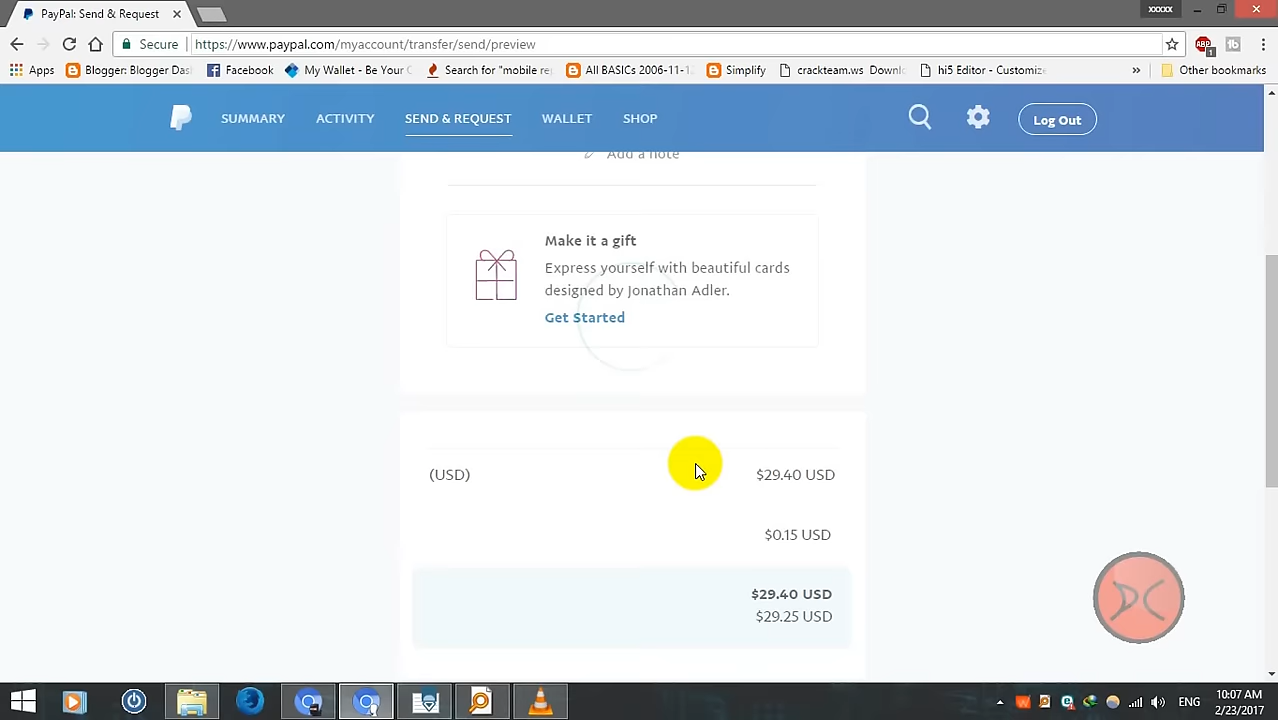 PayPal: Send & Request
xxxxx
Secure
https://www.paypal.com/myaccount/transfer/send/preview
ABP
1
Apps
Blogger: Blogger Das
Facebook
My Wallet - Be Your
Search for "mobile re
All BASICs 2006-11-1
Simplify
crackteam.ws Downl
hi5 Editor - Customiz
»
Other bookmarks
SUMMARY
ACTIVITY
SEND & REQUEST
WALLET
SHOP
Log Out
Add a note
Make it a gift
Express yourself with beautiful cards
designed by Jonathan Adler.
Get Started
(USD)
$29.40 USD
$0.15 USD
$29.40 USD
$29.25 USD
DC
ENG
10:07 AM
2/23/2017